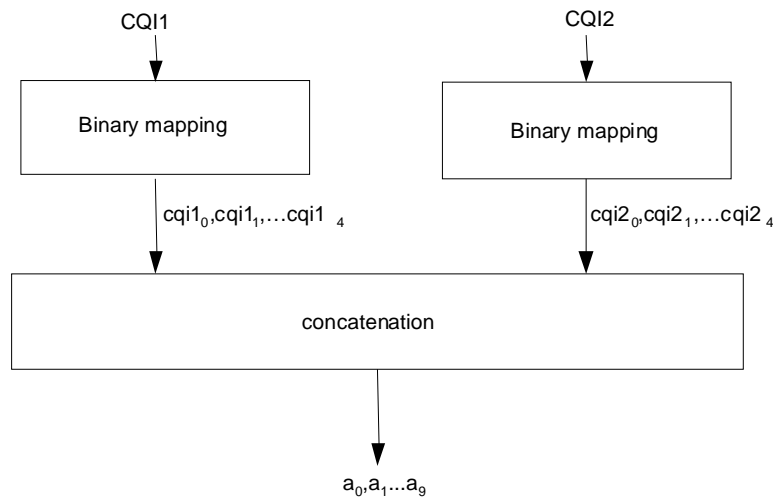 CQI1 CQI2
Binary mapping Binary mapping
cqi1₀,cqi1₁,…cqi1 ₄ cqi2₀,cqi2₁,…cqi2 ₄
concatenation
a₀,a₁...a₉